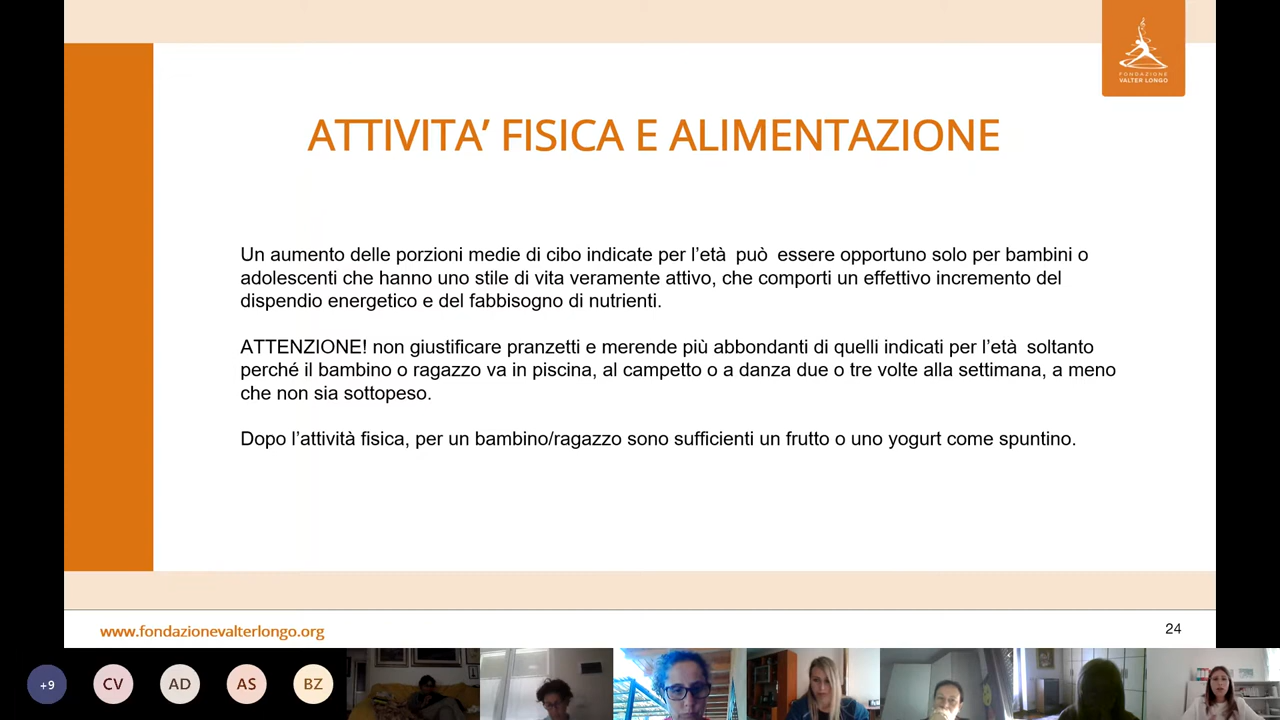 FONDAZIONE
VALTER LONGO
ATTIVITA’ FISICA E ALIMENTAZIONE
Un aumento delle porzioni medie di cibo indicate per l’età  può  essere opportuno solo per bambini o
adolescenti che hanno uno stile di vita veramente attivo, che comporti un effettivo incremento del
dispendio energetico e del fabbisogno di nutrienti.
ATTENZIONE! non giustificare pranzetti e merende più abbondanti di quelli indicati per l’età  soltanto
perché il bambino o ragazzo va in piscina, al campetto o a danza due o tre volte alla settimana, a meno
che non sia sottopeso.
Dopo l’attività fisica, per un bambino/ragazzo sono sufficienti un frutto o uno yogurt come spuntino.
www.fondazionevalterlongo.org
24
+9
CV
AD
AS
BZ